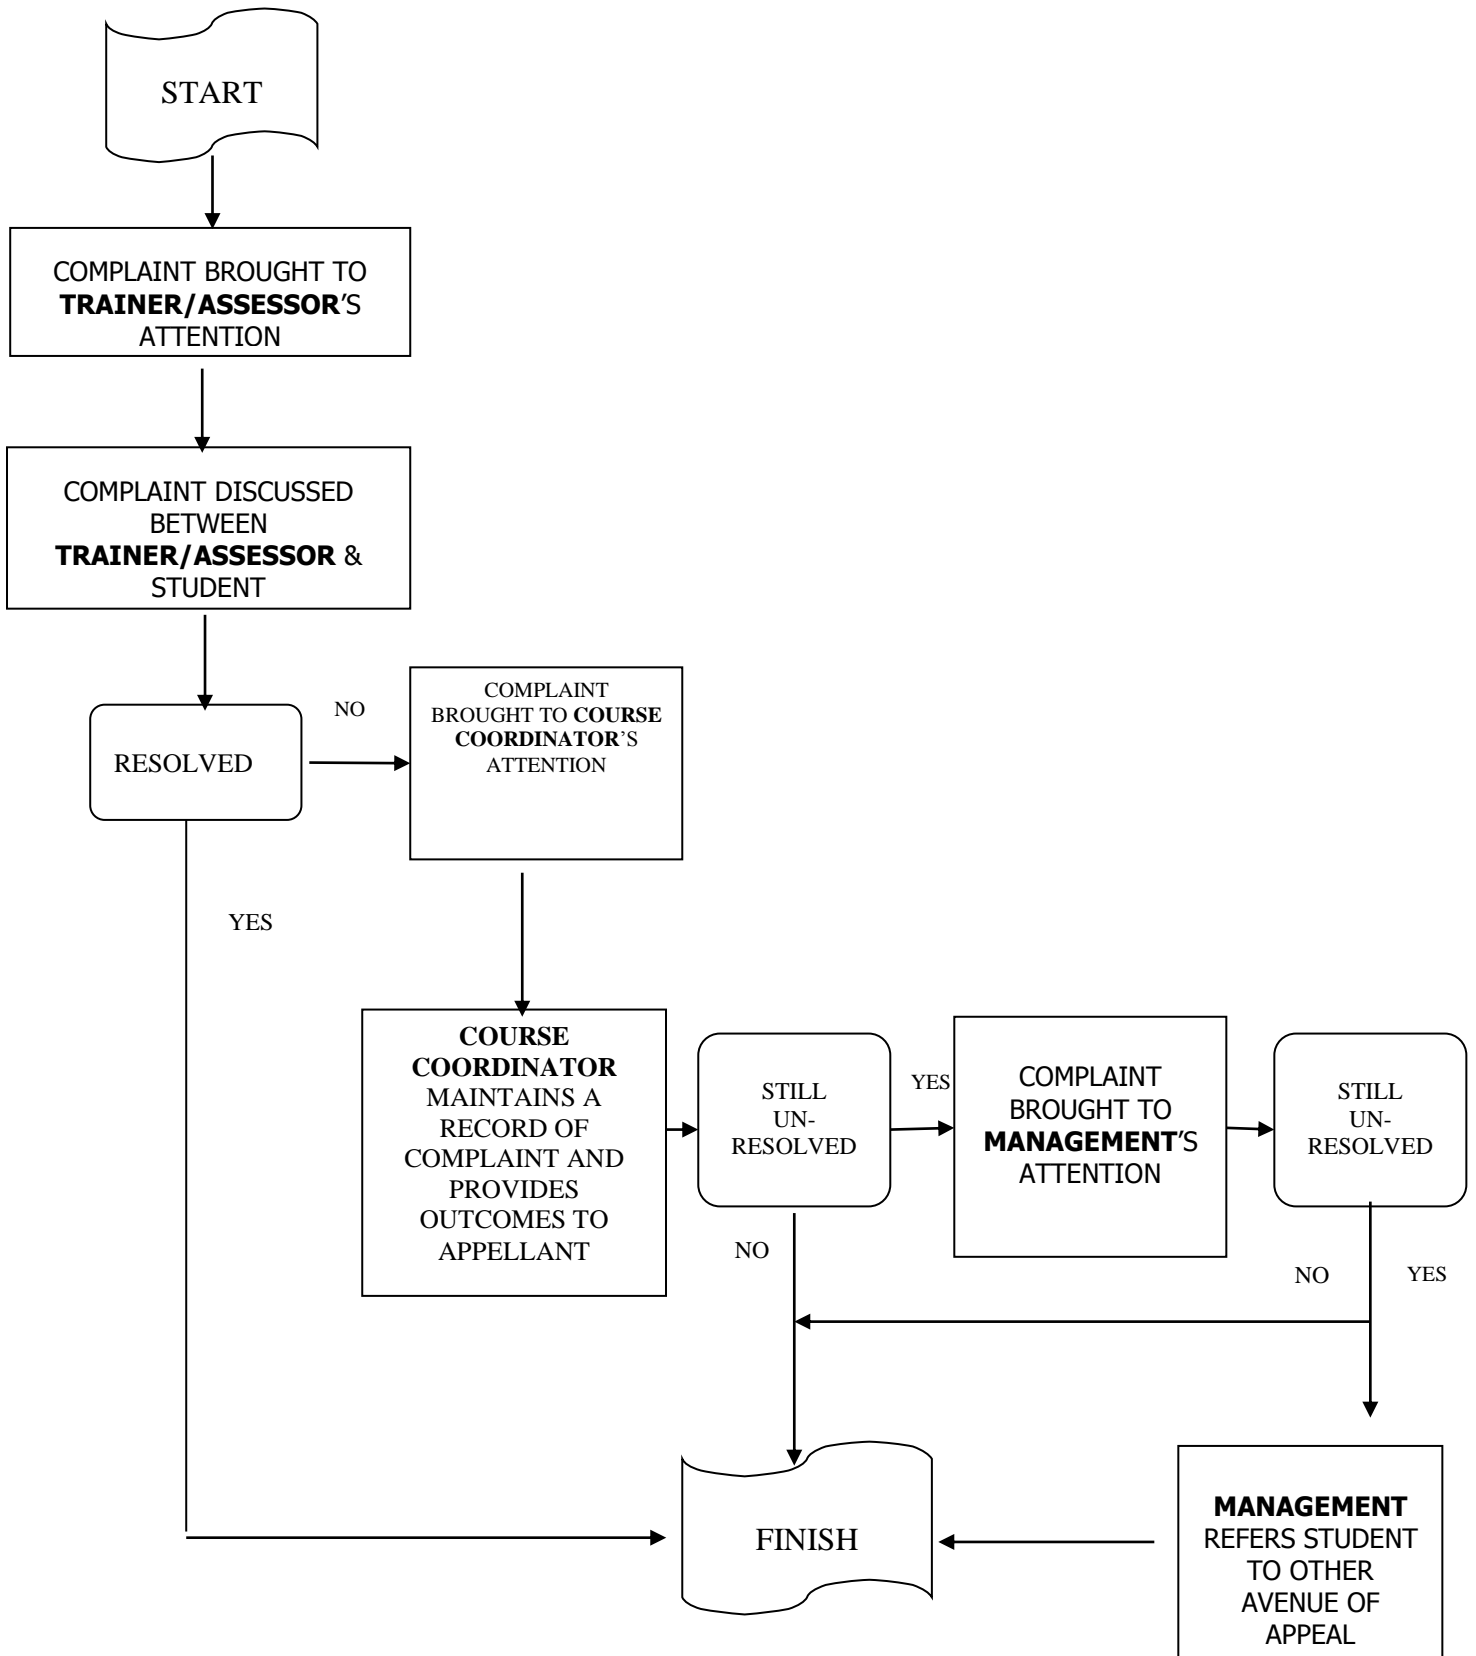 START
COMPLAINT BROUGHT TO
TRAINER/ASSESSOR'S
ATTENTION
COMPLAINT DISCUSSED
BETWEEN
TRAINER/ASSESSOR &
STUDENT
RESOLVED
NO
COMPLAINT
BROUGHT TO COURSE
COORDINATOR'S
ATTENTION
YES
COURSE
COORDINATOR
MAINTAINS A
RECORD OF
COMPLAINT AND
PROVIDES
OUTCOMES TO
APPELLANT
STILL
UN-
RESOLVED
YES
COMPLAINT
BROUGHT TO
MANAGEMENT'S
ATTENTION
STILL
UN-
RESOLVED
NO
NO
YES
FINISH
MANAGEMENT
REFERS STUDENT
TO OTHER
AVENUE OF
APPEAL